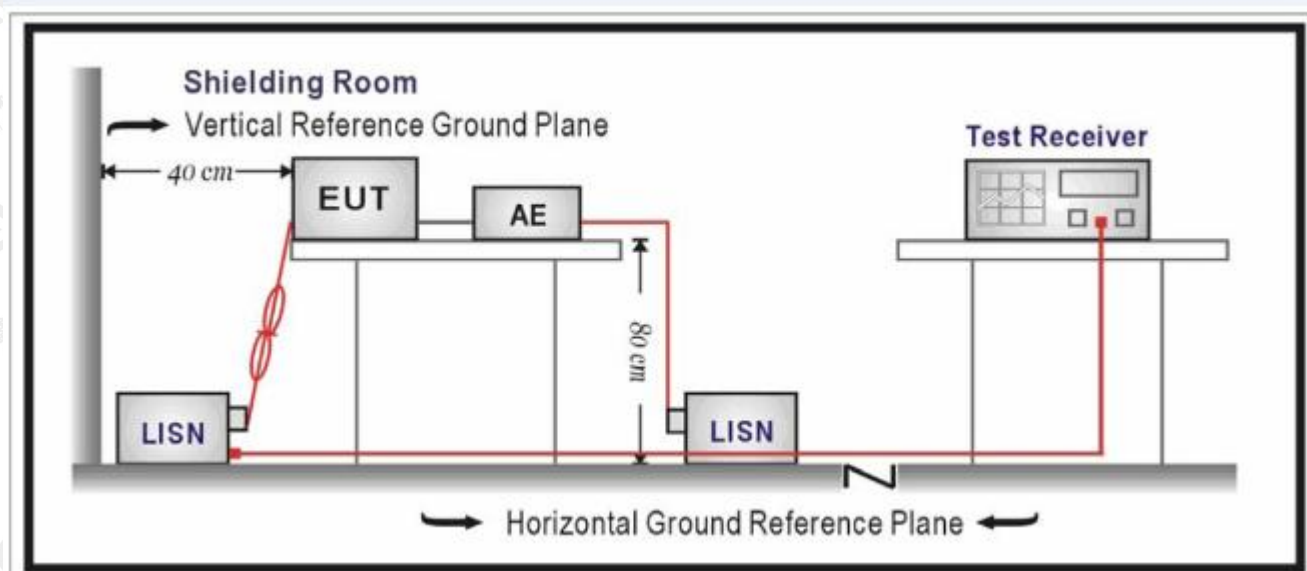 Shielding Room
Vertical Reference Ground Plane
Test Receiver
40 cm
EUT
AE
80 cm
LISN
LISN
Horizontal Ground Reference Plane